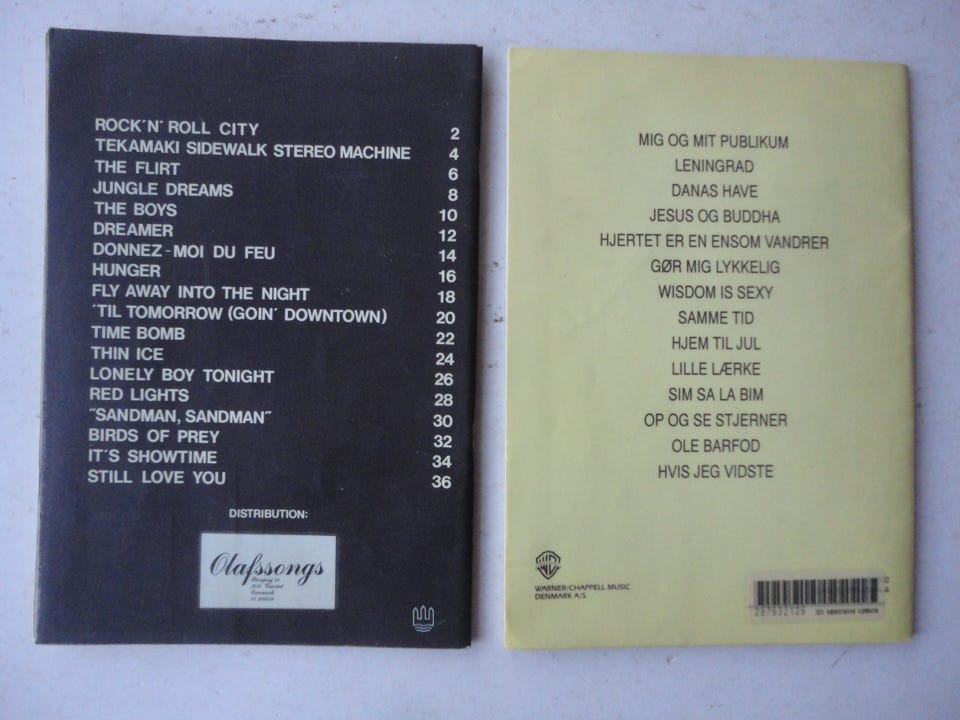 ROCK´N´ ROLL CITY 2
TEKAMAKI SIDEWALK STEREO MACHINE 4
THE FLIRT 6
JUNGLE DREAMS 8
THE BOYS 10
DREAMER 12
DONNEZ-MOI DU FEU 14
HUNGER 16
FLY AWAY INTO THE NIGHT 18
´TIL TOMORROW (GOIN´ DOWNTOWN) 20
TIME BOMB 22
THIN ICE 24
LONELY BOY TONIGHT 26
RED LIGHTS 28
"SANDMAN, SANDMAN" 30
BIRDS OF PREY 32
IT´S SHOWTIME 34
STILL LOVE YOU 36
DISTRIBUTION:
Olafssongs
MIG OG MIT PUBLIKUM
LENINGRAD
DANAS HAVE
JESUS OG BUDDHA
HJERTET ER EN ENSOM VANDRER
GØR MIG LYKKELIG
WISDOM IS SEXY
SAMME TID
HJEM TIL JUL
LILLE LÆRKE
SIM SA LA BIM
OP OG SE STJERNER
OLE BARFOD
HVIS JEG VIDSTE
WARNER/CHAPPELL MUSIC
DENMARK A/S